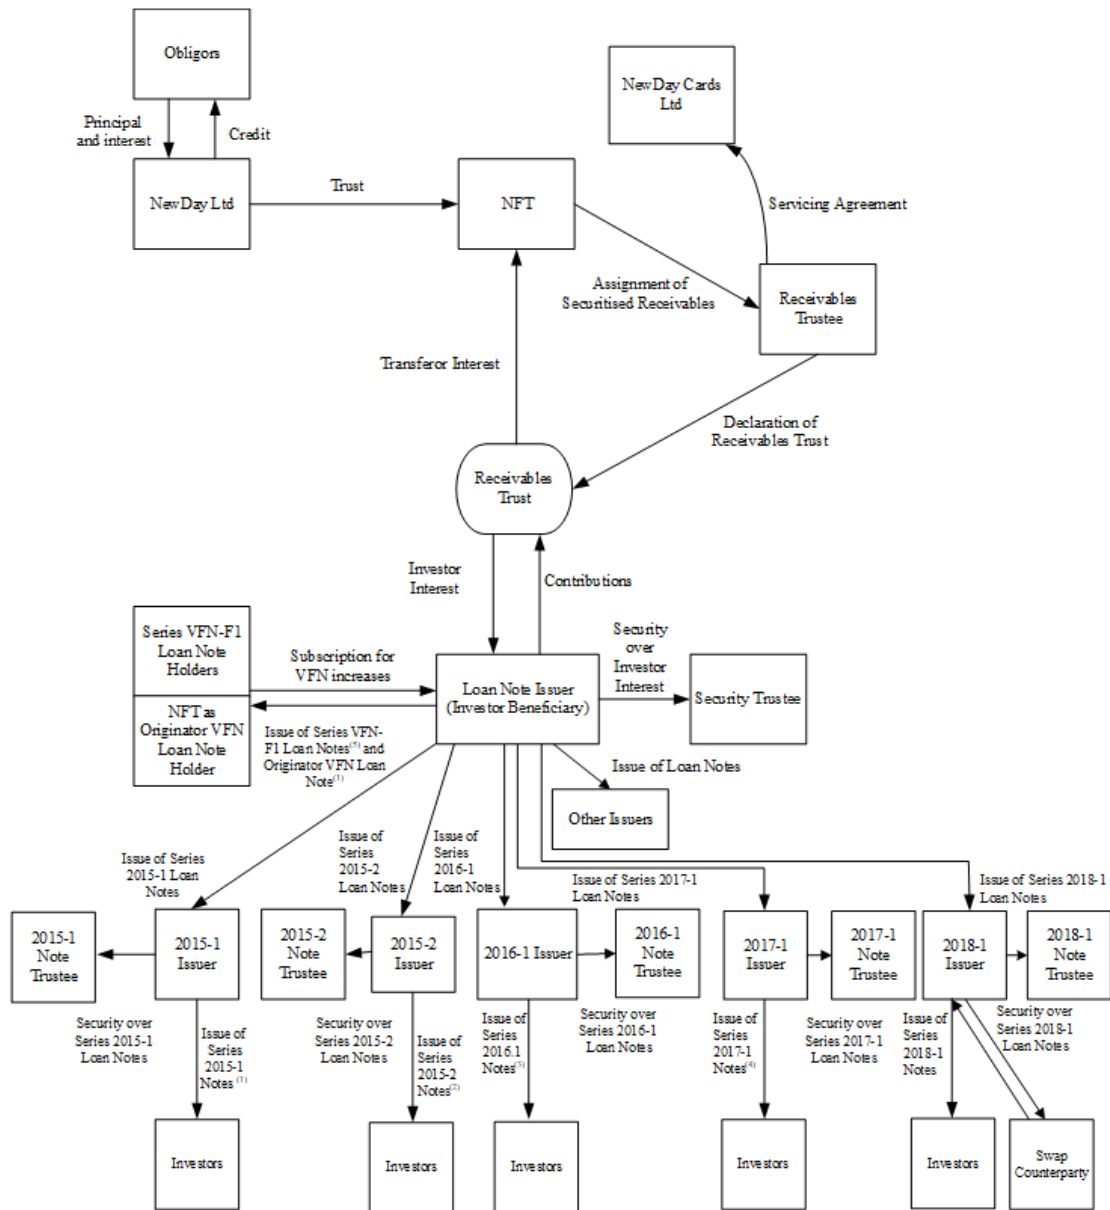 Obligors
NewDay Cards
Ltd
Principal
and interest
Credit
NewDay Ltd
Trust
NFT
Servicing Agreement
Assignment of
Securitised Receivables
Receivables
Trustee
Transferor Interest
Declaration of
Receivables Trust
Receivables
Trust
Investor
Interest
Contributions
Series VFN-F1
Loan Note
Holders
Subscription for
VFN increases
Security
over
Investor
Interest
Loan Note Issuer
(Investor Beneficiary)
Security Trustee
NFT as
Originator VFN
Loan Note
Holder
Issue of Series VFN-
F1 Loan Notes(5) and
Originator VFN Loan
Note(1)
Issue of Loan Notes
Other Issuers
Issue of Series
2015-1 Loan
Notes
Issue of
Series
2015-2
Loan Notes
Issue of
Series
2016-1
Loan Notes
Issue of Series 2017-1
Loan Notes
Issue of Series 2018-1
Loan Notes
2015-1
Note
Trustee
2015-1
Issuer
2015-2
Note
Trustee
2015-2
Issuer
2016-1 Issuer
2016-1
Note
Trustee
2017-1
Issuer
2017-1
Note
Trustee
2018-1
Issuer
2018-1
Note
Trustee
Security over
Series 2015-1
Loan Notes
Issue of
Series
2015-1
Notes (1)
Security over
Series 2015-2
Loan Notes
Issue of
Series
2015-2
Notes(2)
Issue of
Series
2016.1
Notes(3)
Security over
Series 2016-1
Loan Notes
Issue of
Series
2017-1
Notes(4)
Security over
Series 2017-1
Loan Notes
Issue of
Series
2018-1
Notes
Security over
Series 2018-1
Loan Notes
Investors
Investors
Investors
Investors
Investors
Swap
Counterparty